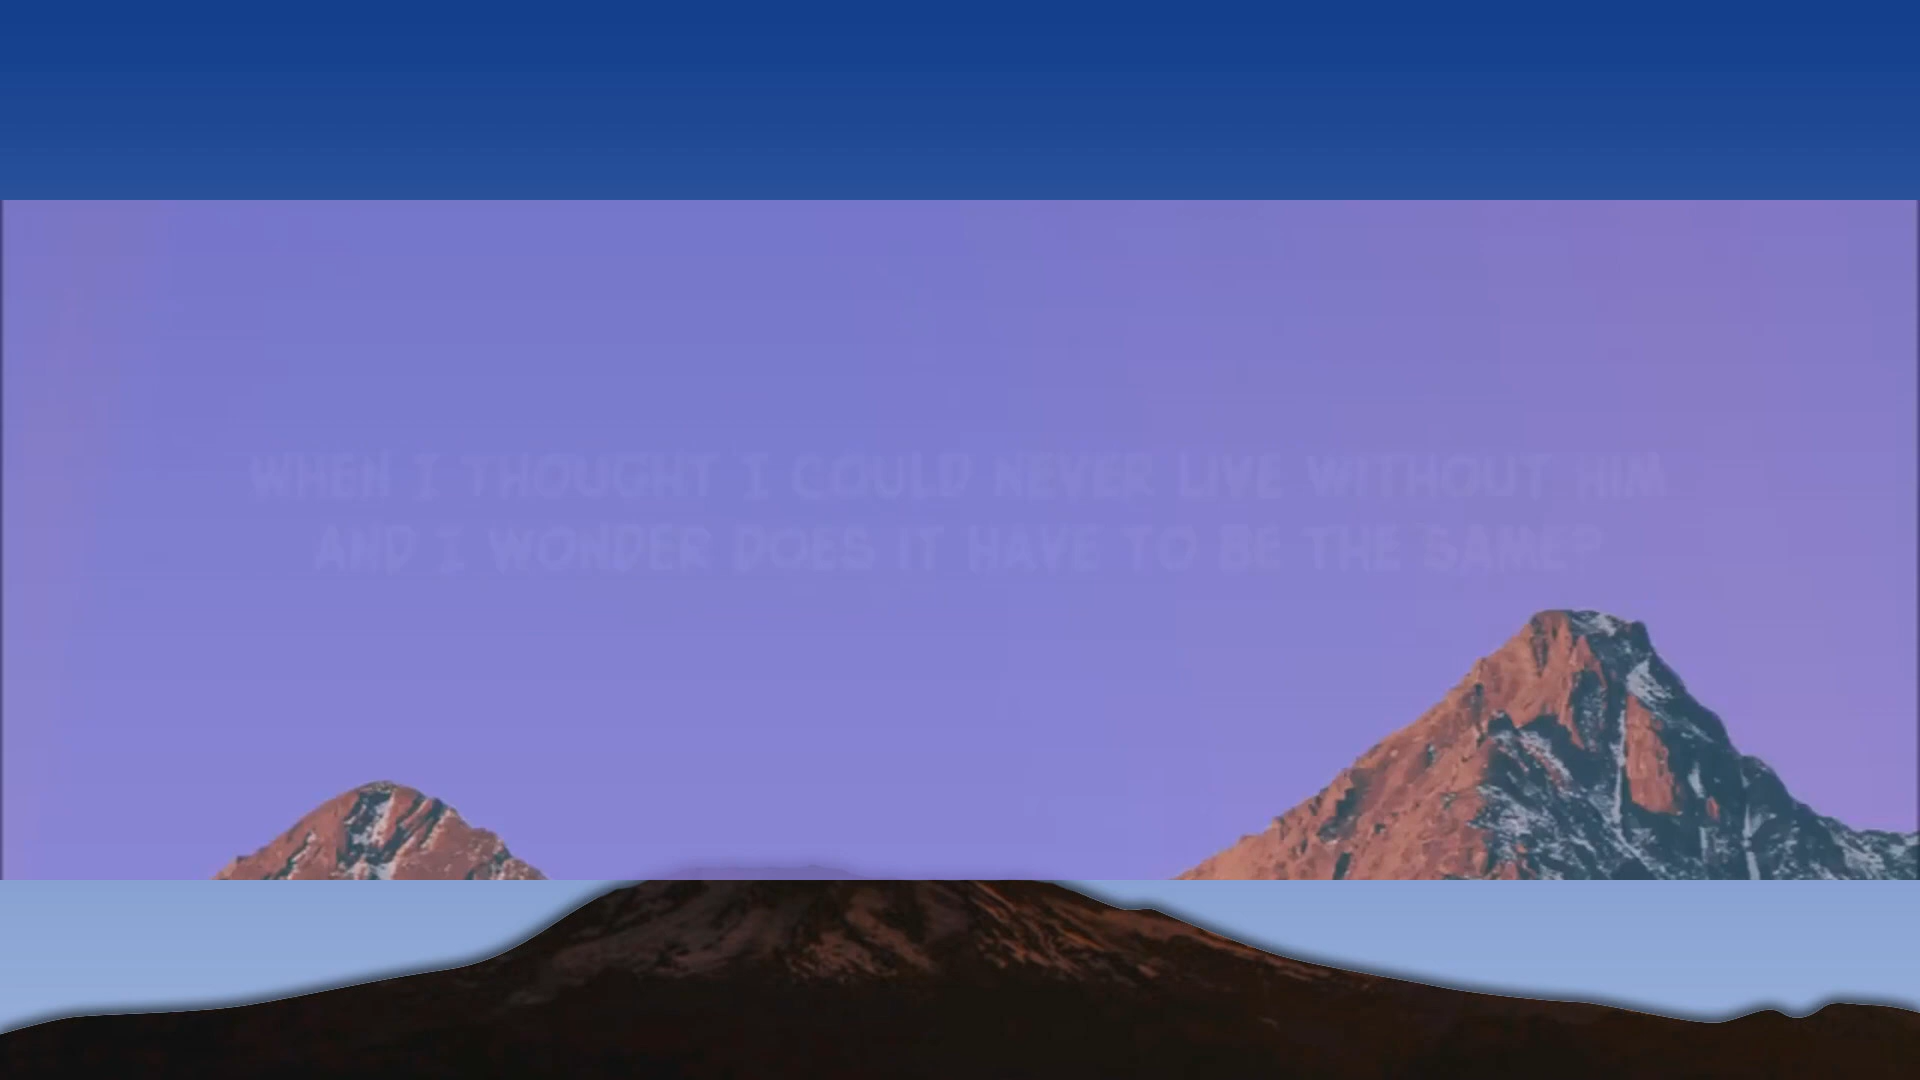 WHEN I THOUGHT I COULD NEVER LIVE WITHOUT HIM
AND I WONDER DOES IT HAVE TO BE THE SAME?